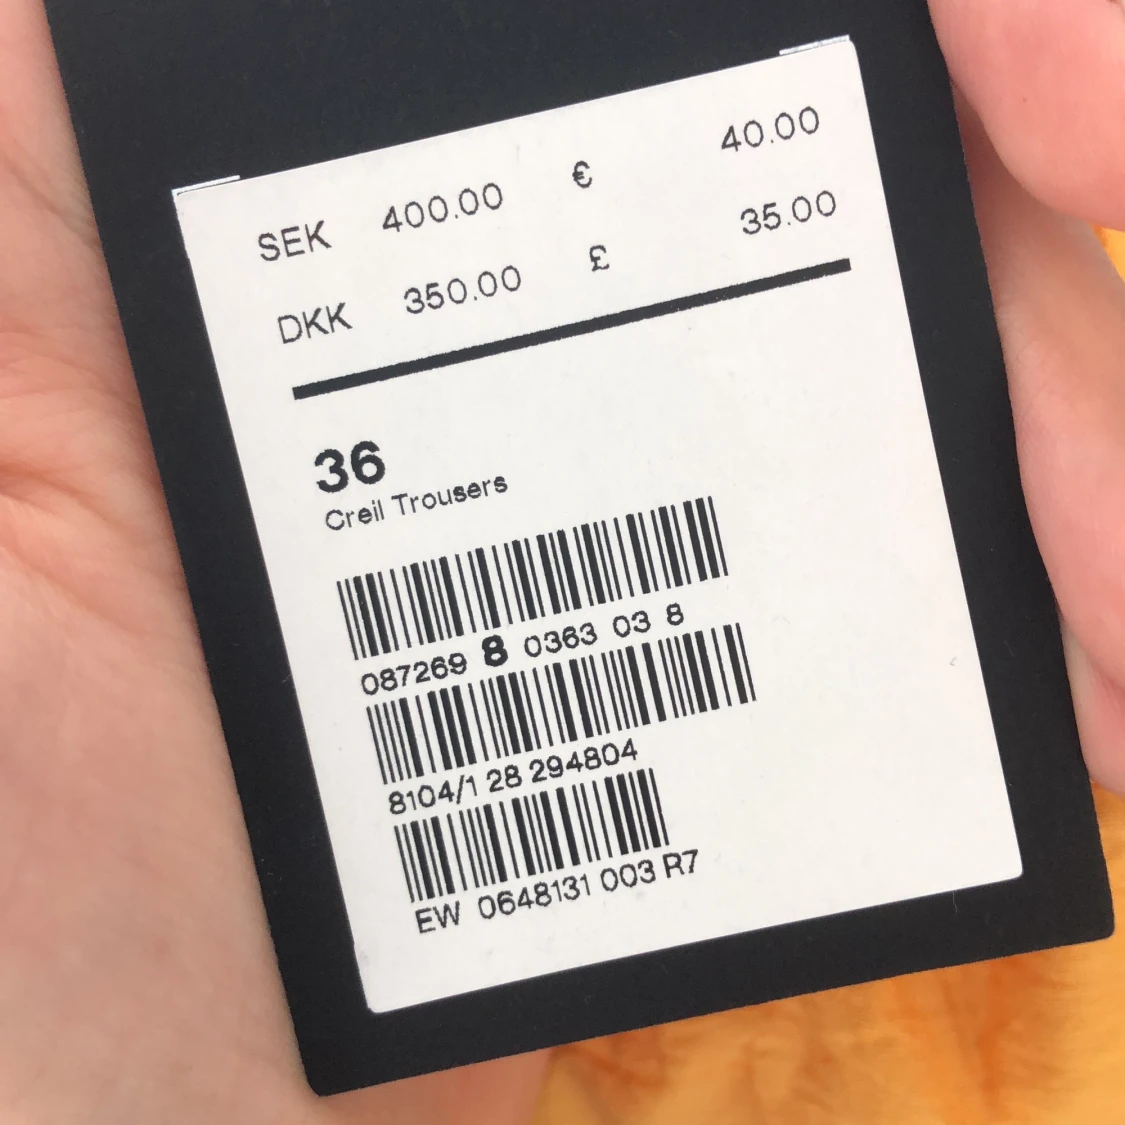 SEK 400.00 € 40.00
DKK 350.00 £ 35.00
36
Creil Trousers
087269 8 0363 03 8
8104/1 28 294804
EW 0648131 003 R7